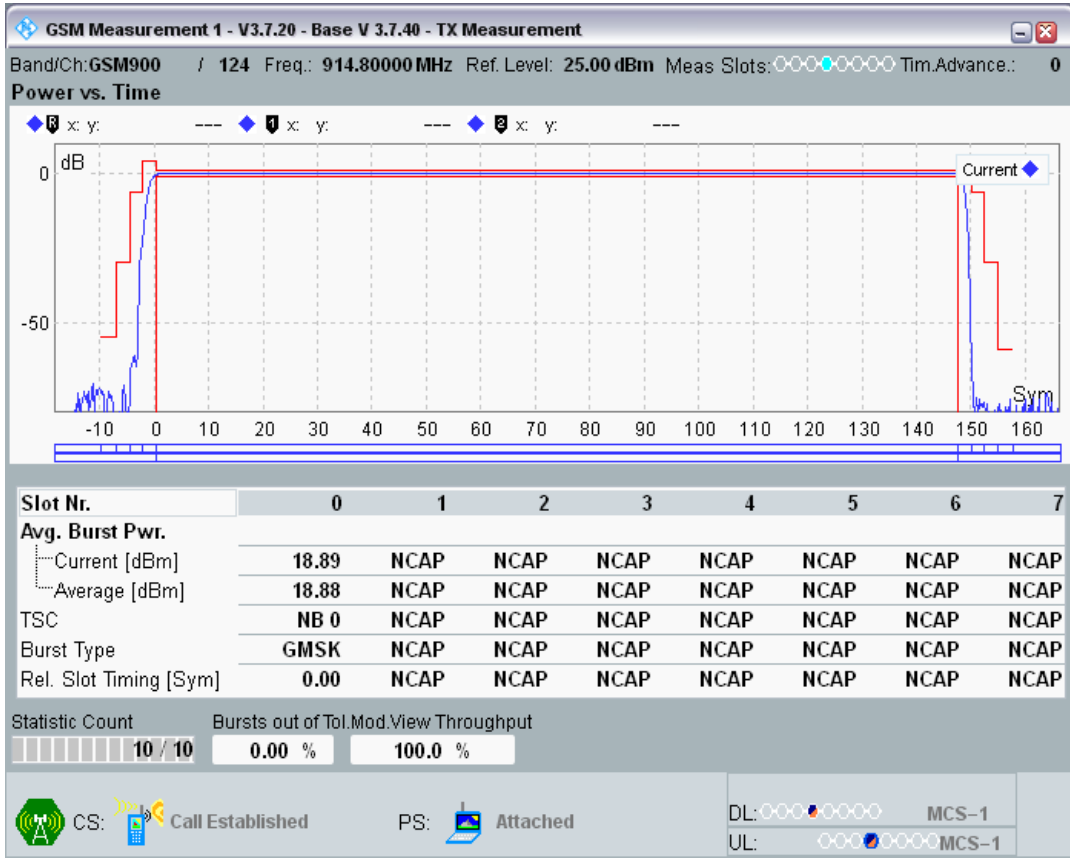 GSM Measurement 1 - V3.7.20 - Base V 3.7.40 - TX Measurement
Band/Ch:GSM900 / 124 Freq.: 914.80000 MHz Ref. Level: 25.00 dBm Meas Slots: Tim.Advance.: 0
Power vs. Time
R x: y: --- 1 x: y: --- 2 x: y: ---
dB
Current
0
-50
Sym
-10 0 10 20 30 40 50 60 70 80 90 100 110 120 130 140 150 160
Slot Nr. 0 1 2 3 4 5 6 7
Avg. Burst Pwr.
Current [dBm] 18.89 NCAP NCAP NCAP NCAP NCAP NCAP NCAP
Average [dBm] 18.88 NCAP NCAP NCAP NCAP NCAP NCAP NCAP
TSC NB 0 NCAP NCAP NCAP NCAP NCAP NCAP NCAP
Burst Type GMSK NCAP NCAP NCAP NCAP NCAP NCAP NCAP
Rel. Slot Timing [Sym] 0.00 NCAP NCAP NCAP NCAP NCAP NCAP NCAP
Statistic Count Bursts out of Tol.Mod.View Throughput
10 / 10 0.00 % 100.0 %
CS: Call Established PS: Attached
DL: MCS-1
UL: MCS-1